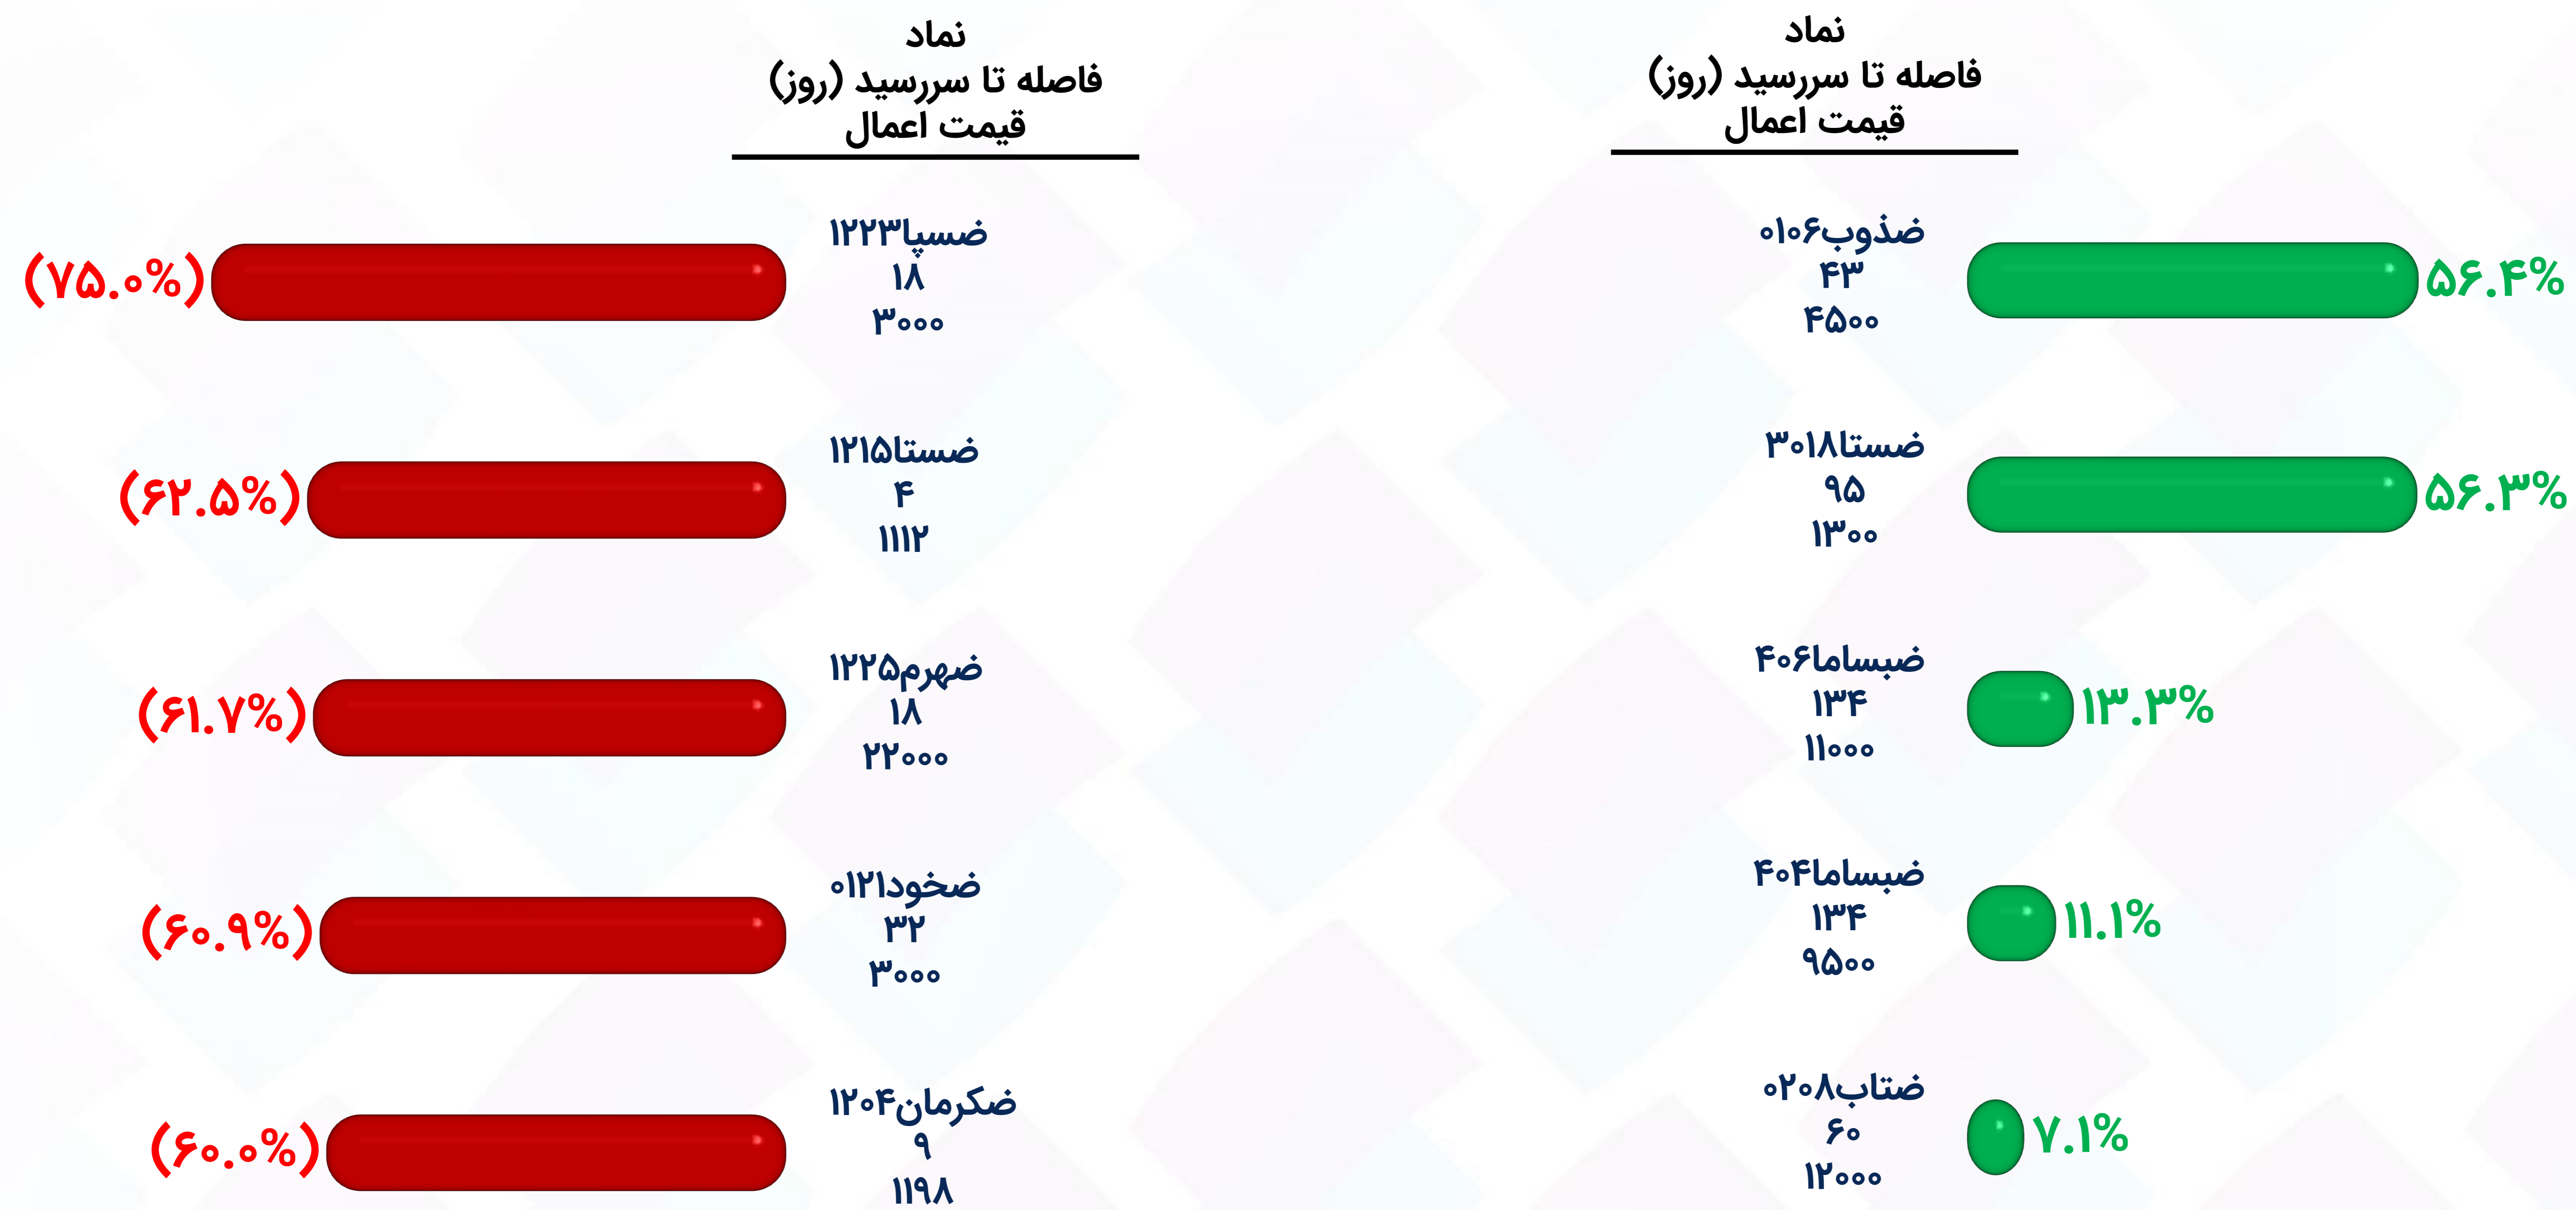 نماد
فاصله تا سررسید (روز)
قیمت اعمال
ضذوب۰۱۰۶
۴۳
۴۵۰۰
۵۶.۴%
ضستا۳۰۱۸
۹۵
۱۳۰۰
۵۶.۳%
ضبساما۴۰۶
۱۳۴
۱۱۰۰۰
۱۳.۳%
ضبساما۴۰۴
۱۳۴
۹۵۰۰
۱۱.۱%
ضتاب۰۲۰۸
۶۰
۱۲۰۰۰
۷.۱%
نماد
فاصله تا سررسید (روز)
قیمت اعمال
ضسپا۱۲۲۳
۱۸
۳۰۰۰
(۷۵.۰%)
ضستا۱۲۱۵
۴
۱۱۱۲
(۶۲.۵%)
ضهرم۱۲۲۵
۱۸
۲۲۰۰۰
(۶۱.۷%)
ضخود۰۱۲۱
۳۲
۳۰۰۰
(۶۰.۹%)
ضکرمان۱۲۰۴
۹
۱۱۹۸
(۶۰.۰%)